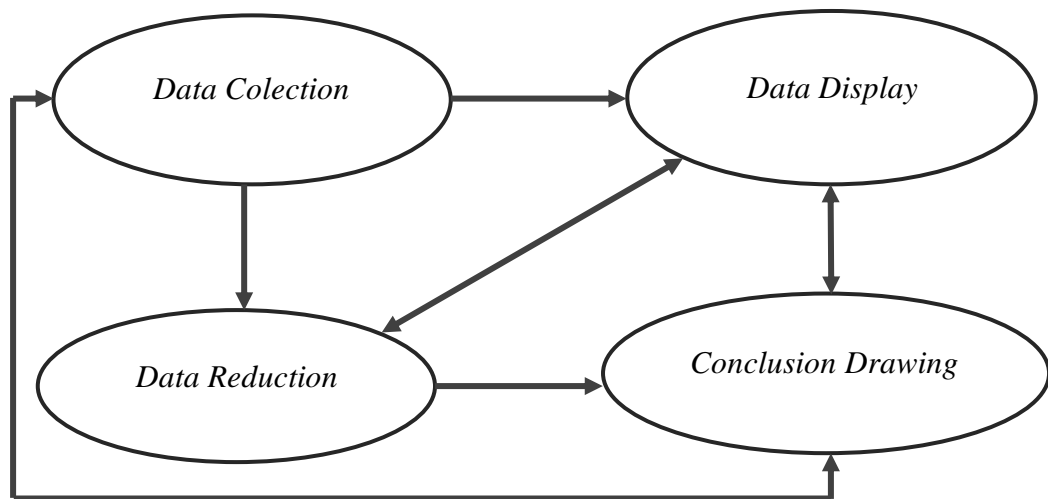 Data Colection
Data Display
Data Reduction
Conclusion Drawing